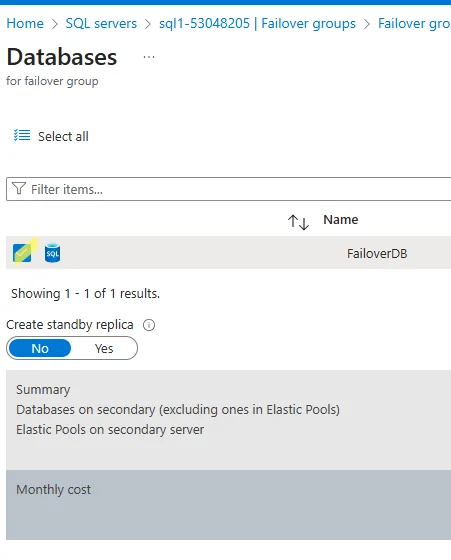 Home > SQL servers > sql1-53048205 | Failover groups > Failover gro
Databases ...
for failover group
Select all
Filter items...
Name
SQL FailoverDB
Showing 1 - 1 of 1 results.
Create standby replica
No Yes
Summary
Databases on secondary (excluding ones in Elastic Pools)
Elastic Pools on secondary server
Monthly cost